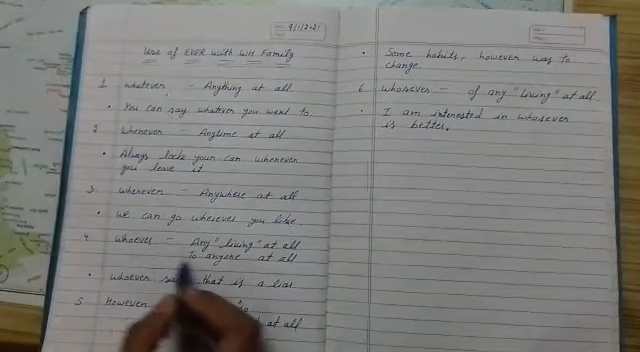 9/1/2021
Use of EVER with WH Family
1 Whatever - Anything at all
• You can say whatever you want to.
2 Whenever - Anytime at all
• Always lock your car whenever
you leave it
3 Wherever - Anywhere at all
• We can go wherever you like.
4 Whoever - Any "living" at all
To anyone at all
• Whoever that is a liar
5. However
at all
• Some habits, however was to
change
6 Whosever - of any "living" at all.
• I am interested in whosever
is better.